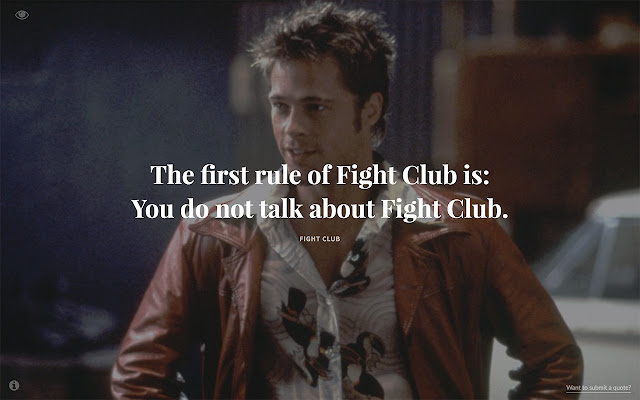 The first rule of Fight Club is:
You do not talk about Fight Club.
FIGHT CLUB
Want to submit a quote?